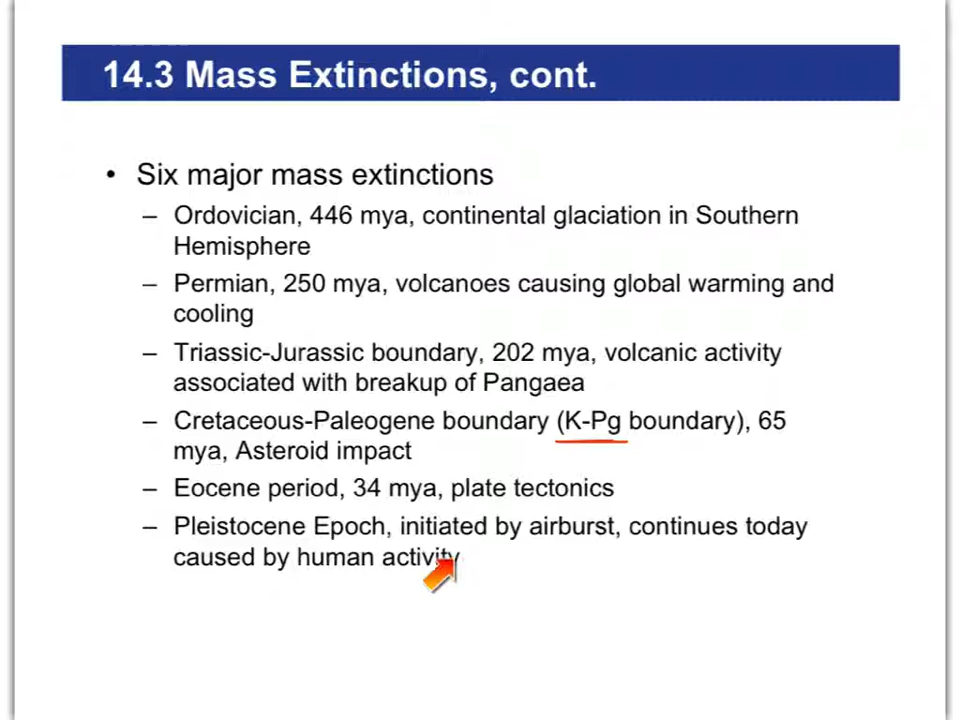 14.3 Mass Extinctions, cont.
• Six major mass extinctions
– Ordovician, 446 mya, continental glaciation in Southern
Hemisphere
– Permian, 250 mya, volcanoes causing global warming and
cooling
– Triassic-Jurassic boundary, 202 mya, volcanic activity
associated with breakup of Pangaea
– Cretaceous-Paleogene boundary (K-Pg boundary), 65
mya, Asteroid impact
– Eocene period, 34 mya, plate tectonics
– Pleistocene Epoch, initiated by airburst, continues today
caused by human activity